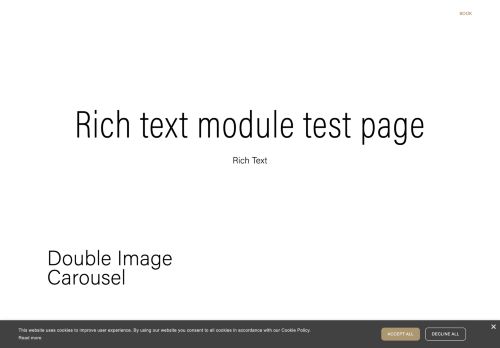 BOOK
Rich text module test page
Rich Text
Double Image
Carousel
This website uses cookies to improve user experience. By using our website you consent to all cookies in accordance with our Cookie Policy.
Read more
ACCEPT ALL
DECLINE ALL